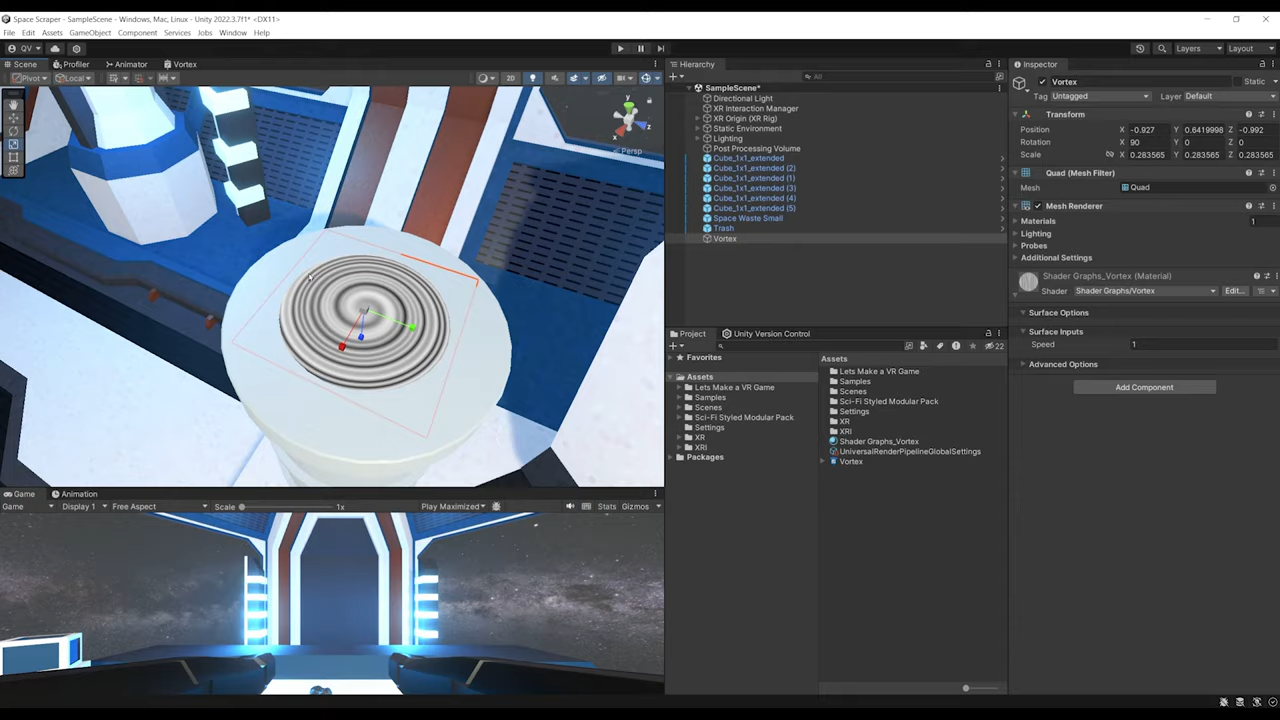 Space Scraper - SampleScene - Windows, Mac, Linux - Unity 2022.3.7f1* <DX11>
File Edit Assets GameObject Component Services Jobs Window Help
QV Layers Layout
Scene Profiler Animator Vortex
Pivot Local 2D
y
x
z
Persp
Hierarchy
All
SampleScene*
Directional Light
XR Interaction Manager
XR Origin (XR Rig)
Static Environment
Lighting
Post Processing Volume
Cube_1x1_extended
Cube_1x1_extended (2)
Cube_1x1_extended (1)
Cube_1x1_extended (3)
Cube_1x1_extended (4)
Cube_1x1_extended (5)
Space Waste Small
Trash
Vortex
Inspector
Vortex Static
Tag Untagged Layer Default
Transform
Position X -0.927 Y 0.6419998 Z -0.992
Rotation X 90 Y 0 Z 0
Scale X 0.283565 Y 0.283565 Z 0.283565
Quad (Mesh Filter)
Mesh Quad
Mesh Renderer
Materials 1
Lighting
Probes
Additional Settings
Shader Graphs_Vortex (Material)
Shader Shader Graphs/Vortex Edit...
Surface Options
Surface Inputs
Speed 1
Advanced Options
Add Component
Project Unity Version Control
22
Favorites
Assets
Lets Make a VR Game
Samples
Scenes
Sci-Fi Styled Modular Pack
Settings
XR
XRI
Packages
Assets
Lets Make a VR Game
Samples
Scenes
Sci-Fi Styled Modular Pack
Settings
XR
XRI
Shader Graphs_Vortex
UniversalRenderPipelineGlobalSettings
Vortex
Game Animation
Game Display 1 Free Aspect Scale 1x Play Maximized Stats Gizmos